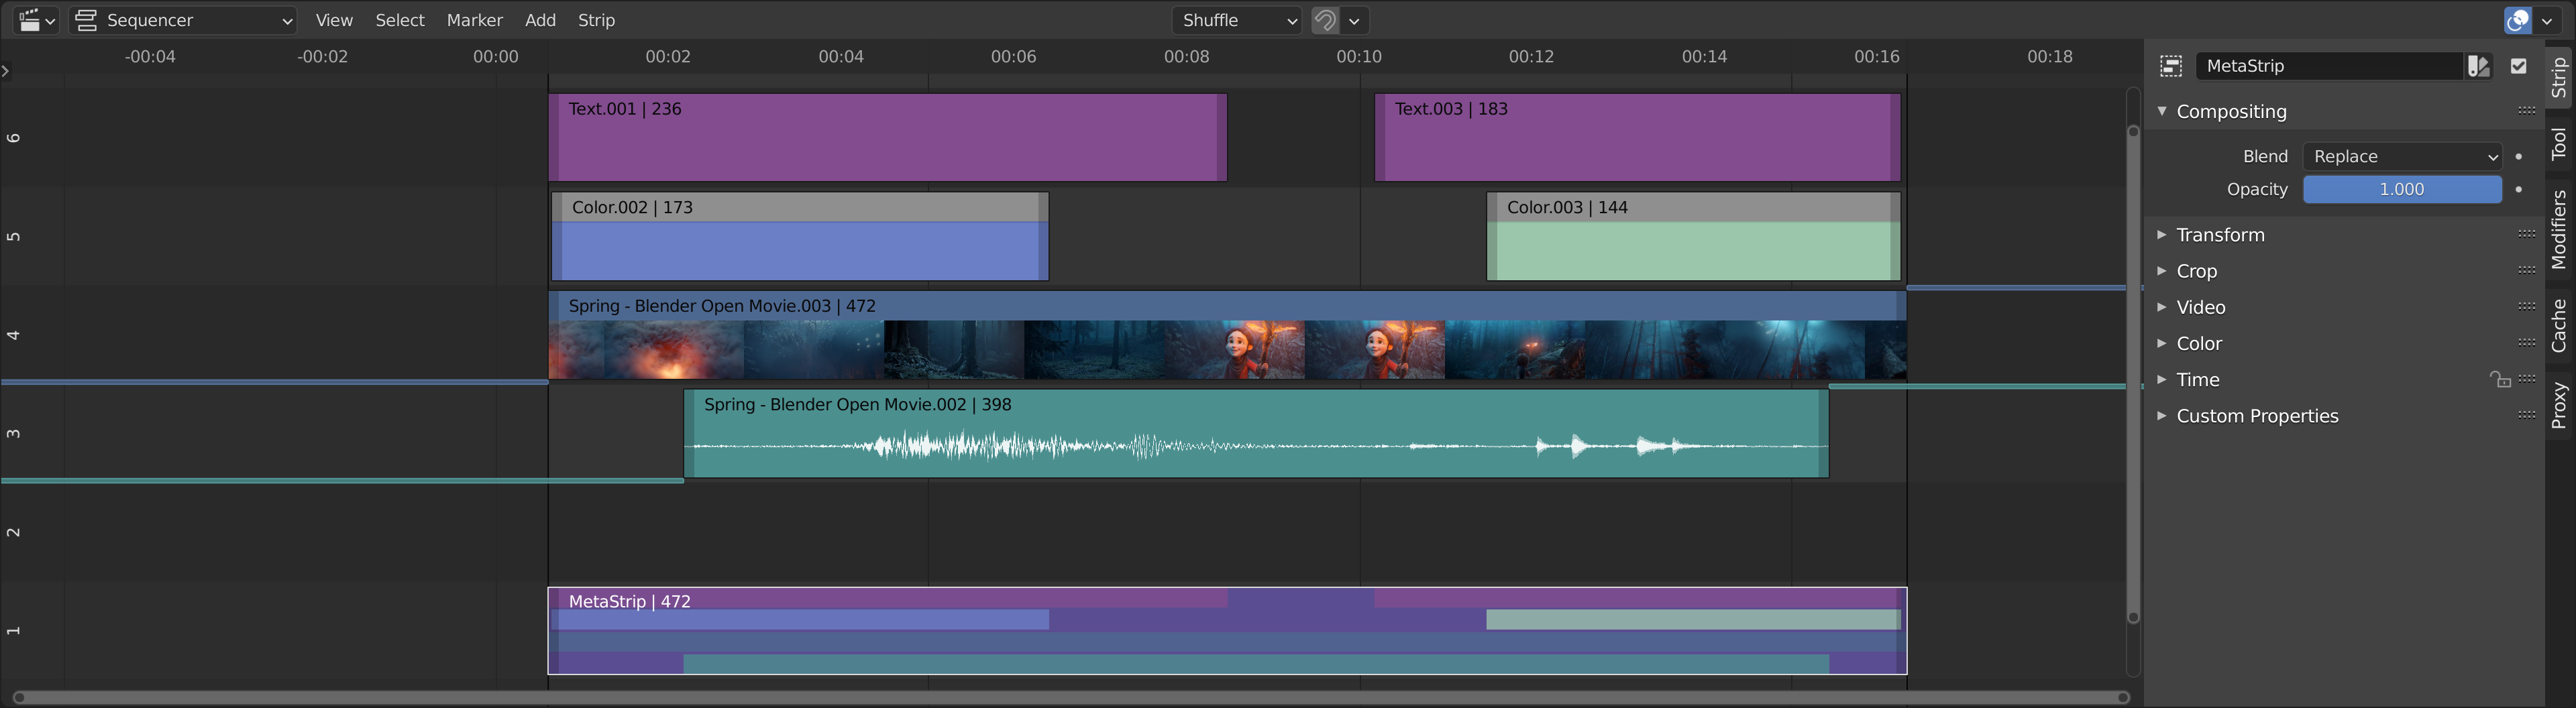 Sequencer View Select Marker Add Strip Shuffle
-00:04 -00:02 00:00 00:02 00:04 00:06 00:08 00:10 00:12 00:14 00:16 00:18
6
Text.001 | 236
Text.003 | 183
5
Color.002 | 173
Color.003 | 144
4
Spring - Blender Open Movie.003 | 472
3
Spring - Blender Open Movie.002 | 398
2
1
MetaStrip | 472
MetaStrip
Compositing
Blend Replace
Opacity 1.000
Transform
Crop
Video
Color
Time
Custom Properties
Strip
Tool
Modifiers
Cache
Proxy